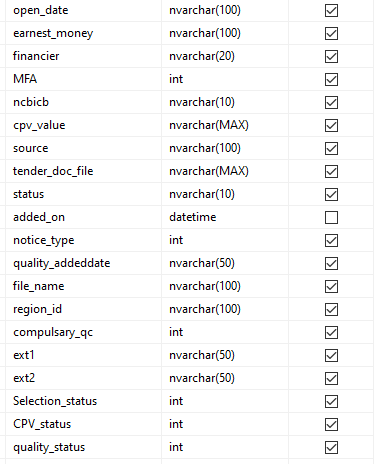 open_date nvarchar(100)
earnest_money nvarchar(100)
financier nvarchar(20)
MFA int
ncbicb nvarchar(10)
cpv_value nvarchar(MAX)
source nvarchar(100)
tender_doc_file nvarchar(MAX)
status nvarchar(10)
added_on datetime
notice_type int
quality_addeddate nvarchar(50)
file_name nvarchar(100)
region_id nvarchar(100)
compulsary_qc int
ext1 nvarchar(50)
ext2 nvarchar(50)
Selection_status int
CPV_status int
quality_status int